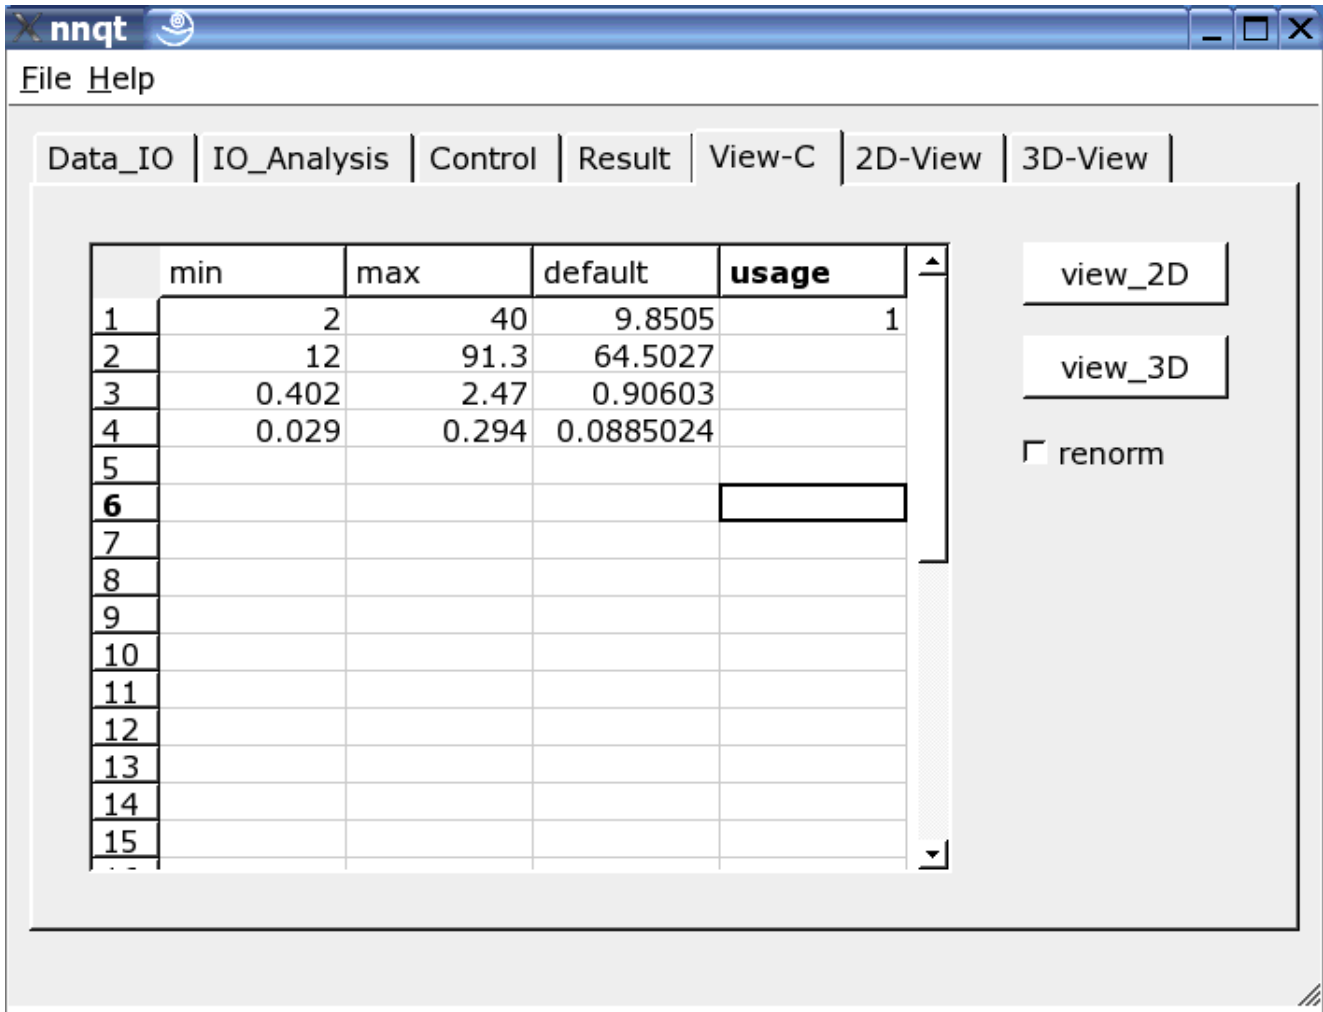 nnqt
File Help
Data_IO IO_Analysis Control Result View-C 2D-View 3D-View
min max default usage
1 2 40 9.8505 1
2 12 91.3 64.5027
3 0.402 2.47 0.90603
4 0.029 0.294 0.0885024
5
6
7
8
9
10
11
12
13
14
15
view_2D
view_3D
renorm